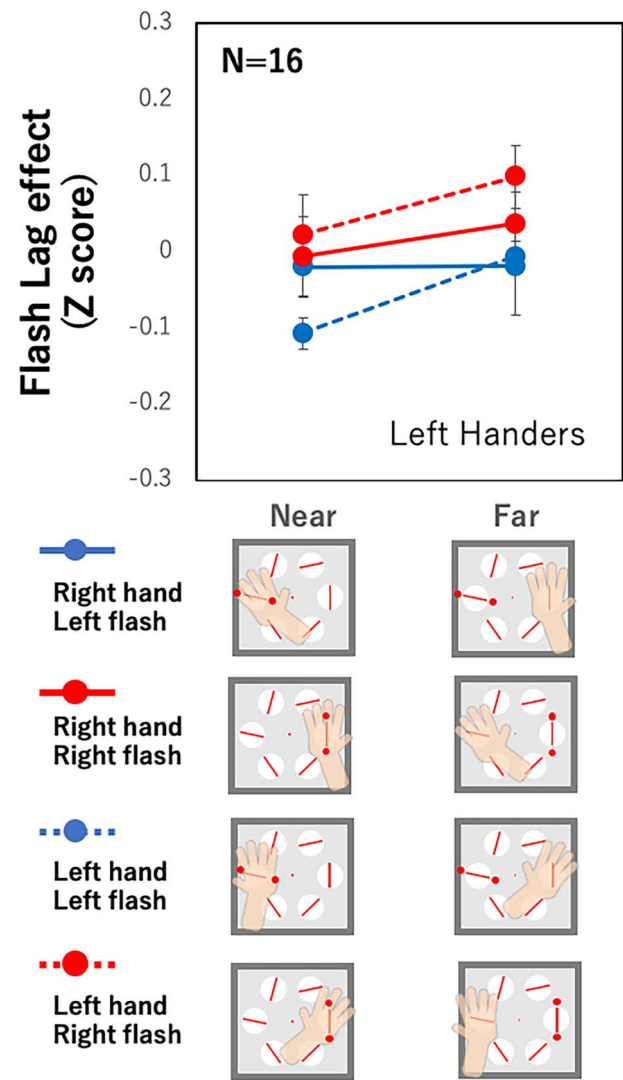 Flash Lag effect
(Z score)
0.3
0.2
0.1
0
-0.1
-0.2
-0.3
N=16
Left Handers
Near
Far
Right hand
Left flash
Right hand
Right flash
Left hand
Left flash
Left hand
Right flash